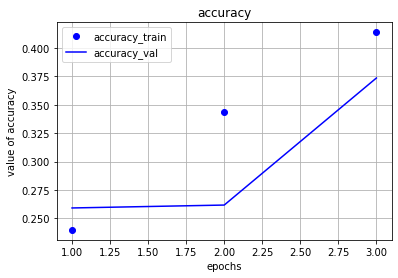 accuracy
accuracy_train
accuracy_val
value of accuracy
0.400
0.375
0.350
0.325
0.300
0.275
0.250
1.00 1.25 1.50 1.75 2.00 2.25 2.50 2.75 3.00
epochs